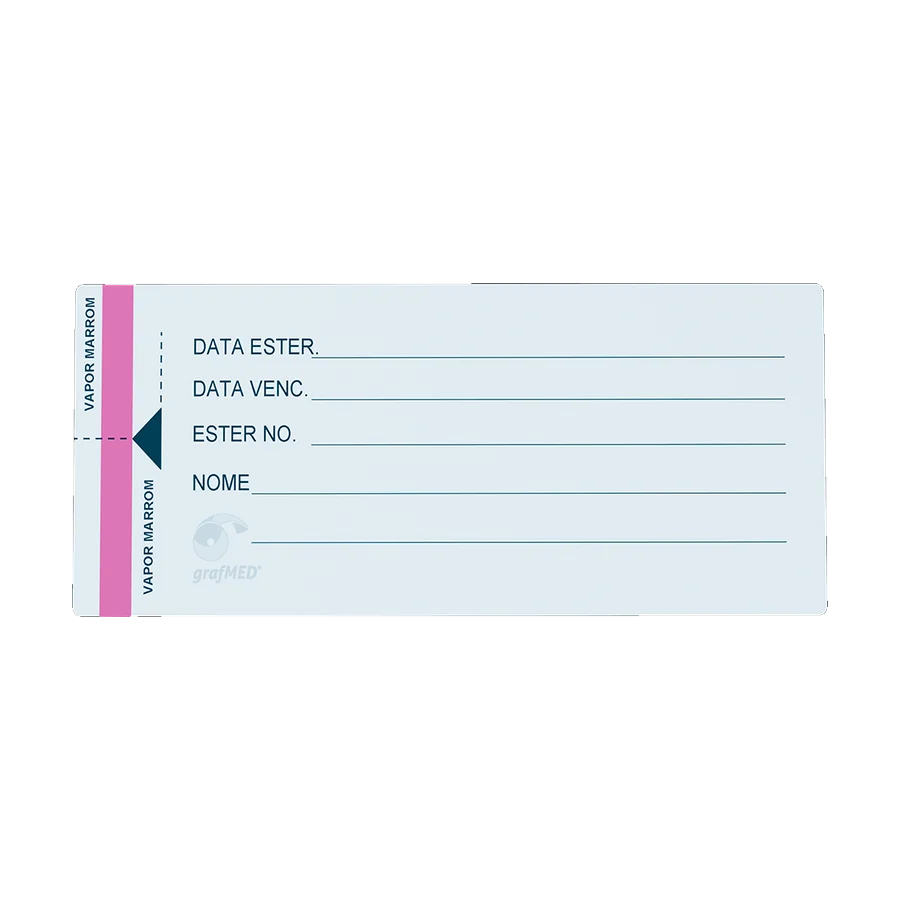 VAPOR MARROM
VAPOR MARROM
DATA ESTER.
DATA VENC.
ESTER NO.
NOME
grafMED®